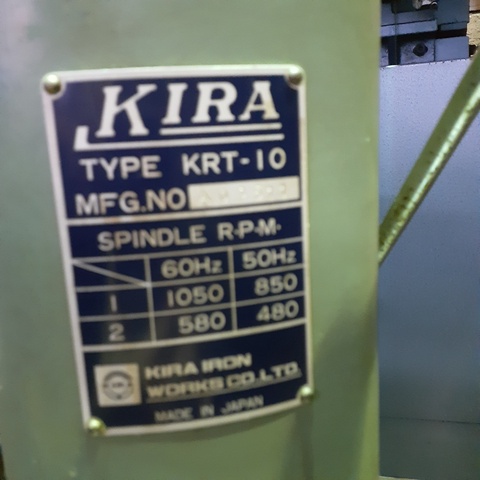 KIRA
TYPE KRT-10
MFG.NO
SPINDLE R.P.M.
60Hz 50Hz
1 1050 850
2 580 480
KIRA IRON
WORKS CO.LTD.
MADE IN JAPAN